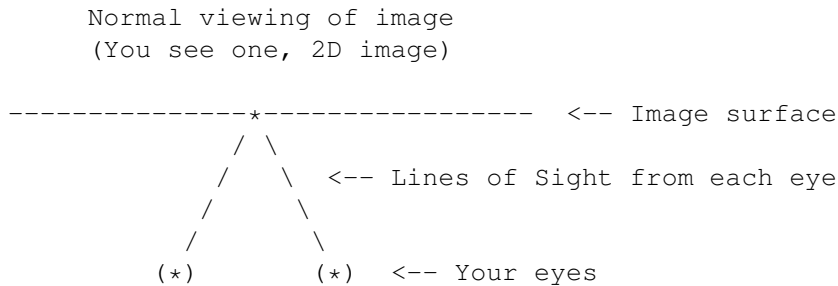 Normal viewing of image
(You see one, 2D image)
---------------*----------------- <-- Image surface
/ \
/ \ <-- Lines of Sight from each eye
/ \
/ \
(*) (*) <-- Your eyes